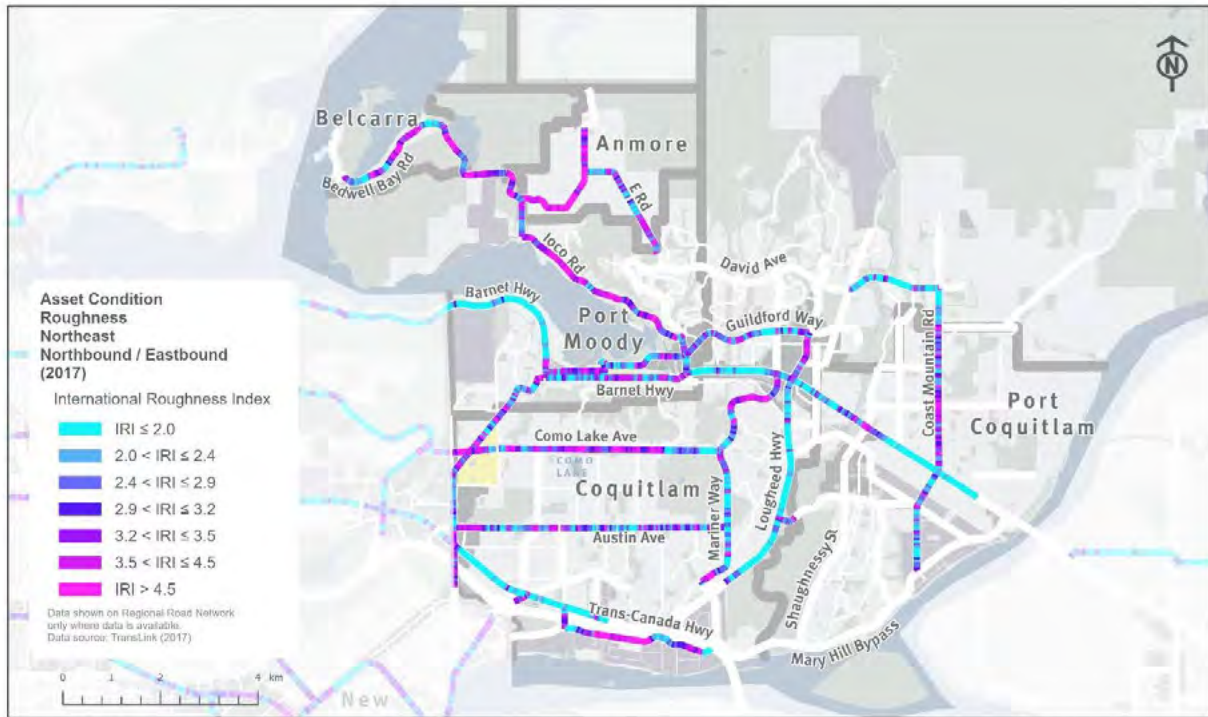 N
Belcarra
Anmore
Bedwell Bay Rd
E Rd
Ioco Rd
David Ave
Barnet Hwy
Guildford Way
Port
Moody
Barnet Hwy
Coast Mountain Rd
Port
Coquitlam
Como Lake Ave
COMO
LAKE
Coquitlam
Mariner Way
Lougheed Hwy
Austin Ave
Shaughnessy St
Trans-Canada Hwy
Mary Hill Bypass
New
Asset Condition
Roughness
Northeast
Northbound / Eastbound
(2017)
International Roughness Index
IRI ≤ 2.0
2.0 < IRI ≤ 2.4
2.4 < IRI ≤ 2.9
2.9 < IRI ≤ 3.2
3.2 < IRI ≤ 3.5
3.5 < IRI ≤ 4.5
IRI > 4.5
Data shown on Regional Road Network
only where data is available.
Data source: TransLink (2017)
0 1 2 4 km